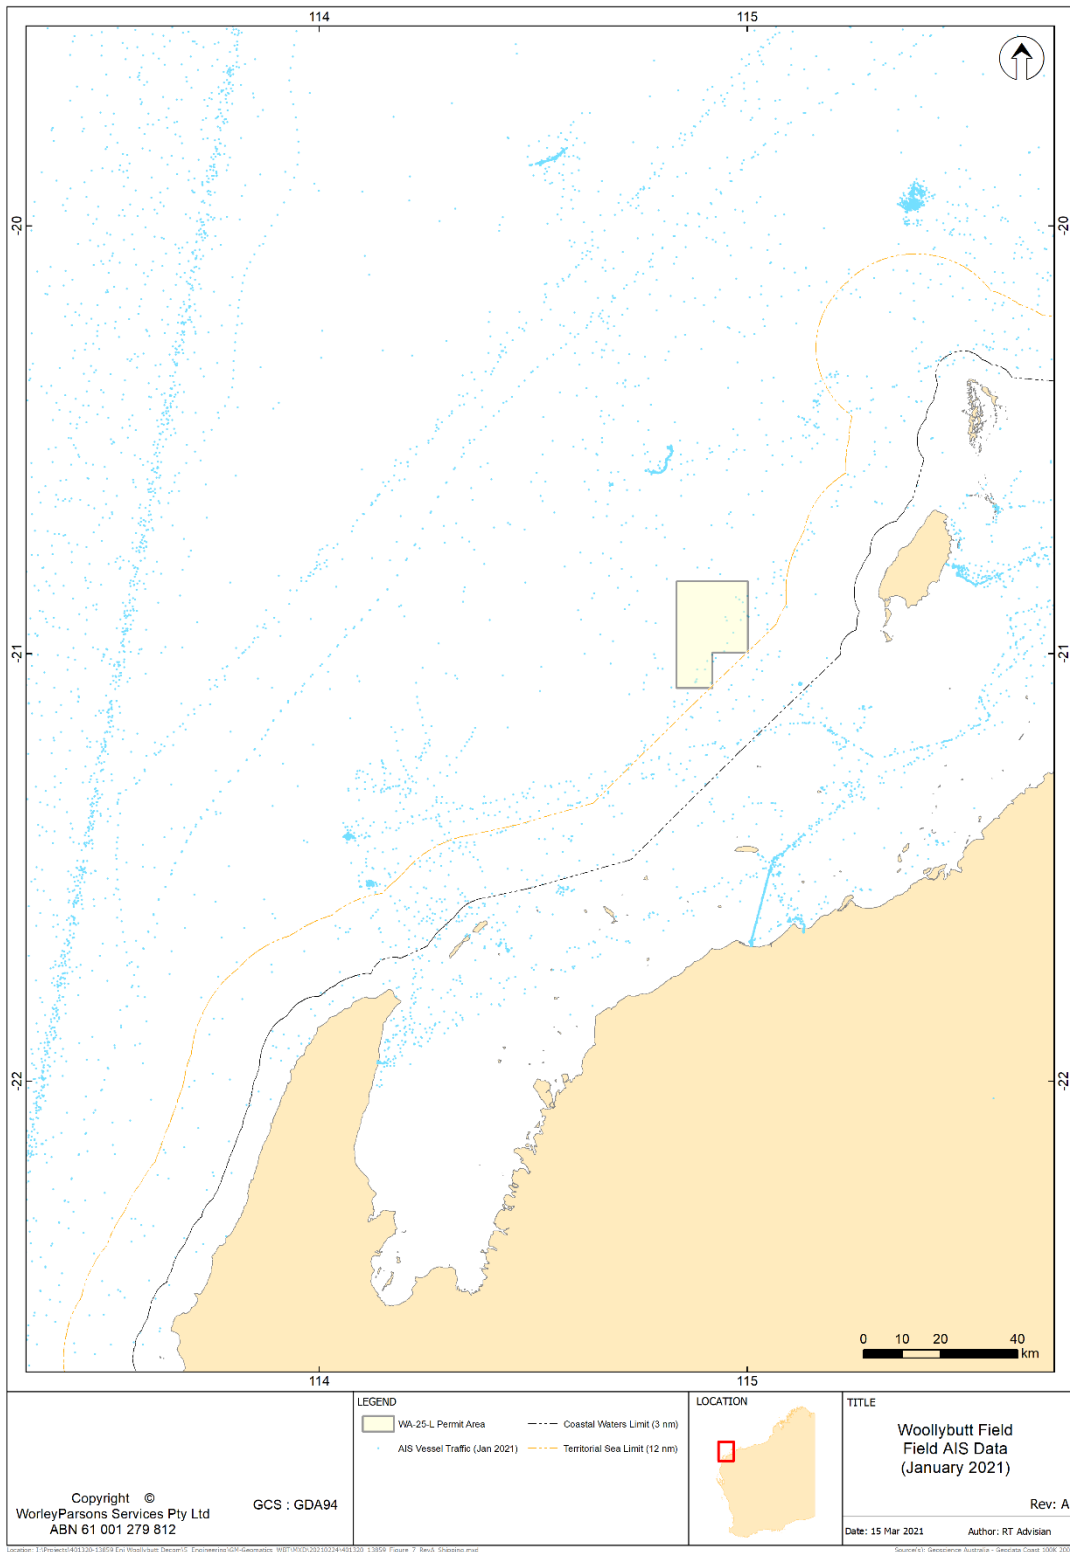 114
115
-20
-20
-21
-21
-22
-22
0 10 20 40
km
114
115
LEGEND
WA-25-L Permit Area
Coastal Waters Limit (3 nm)
AIS Vessel Traffic (Jan 2021)
Territorial Sea Limit (12 nm)
LOCATION
TITLE
Woollybutt Field
Field AIS Data
(January 2021)
Copyright ©
WorleyParsons Services Pty Ltd
ABN 61 001 279 812
GCS : GDA94
Rev: A
Date: 15 Mar 2021
Author: RT Advisian